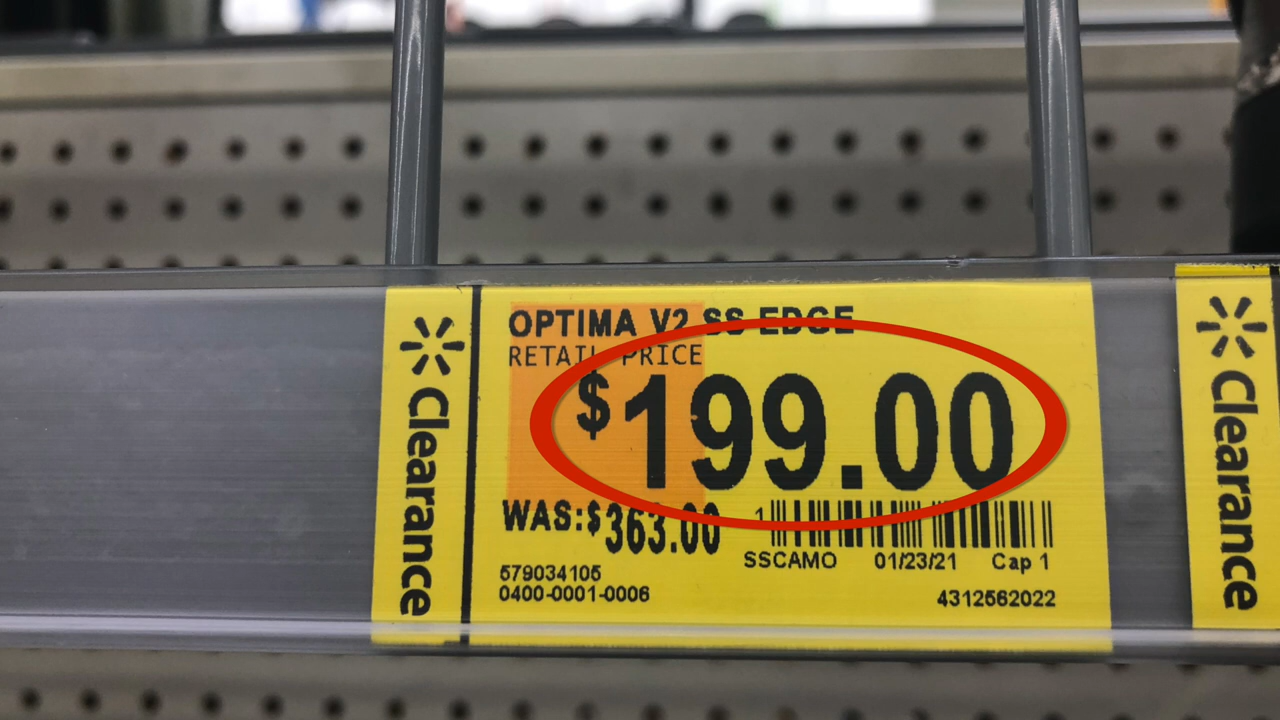 Clearance
OPTIMA V2 SS EDGE
RETAIL PRICE
$199.00
WAS:$363.00
1
SSCAMO 01/23/21 Cap 1
579034105
0400-0001-0006
4312562022
Clearance